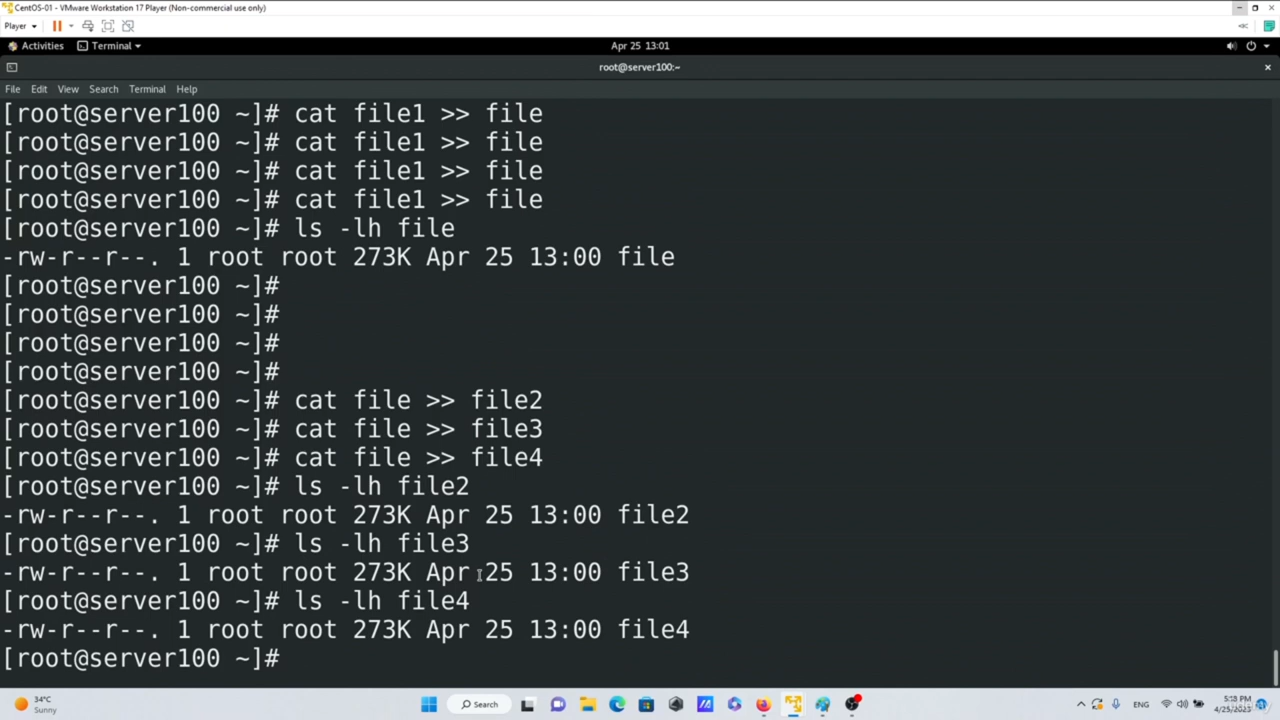 CentOS-01 - VMware Workstation 17 Player (Non-commercial use only)
Player
Activities Terminal Apr 25 13:01
root@server100:~
File Edit View Search Terminal Help
[root@server100 ~]# cat file1 >> file
[root@server100 ~]# cat file1 >> file
[root@server100 ~]# cat file1 >> file
[root@server100 ~]# cat file1 >> file
[root@server100 ~]# ls -lh file
-rw-r--r--. 1 root root 273K Apr 25 13:00 file
[root@server100 ~]#
[root@server100 ~]#
[root@server100 ~]#
[root@server100 ~]#
[root@server100 ~]# cat file >> file2
[root@server100 ~]# cat file >> file3
[root@server100 ~]# cat file >> file4
[root@server100 ~]# ls -lh file2
-rw-r--r--. 1 root root 273K Apr 25 13:00 file2
[root@server100 ~]# ls -lh file3
-rw-r--r--. 1 root root 273K Apr 25 13:00 file3
[root@server100 ~]# ls -lh file4
-rw-r--r--. 1 root root 273K Apr 25 13:00 file4
[root@server100 ~]#
34°C
Sunny
Search
ENG
4/25/2023